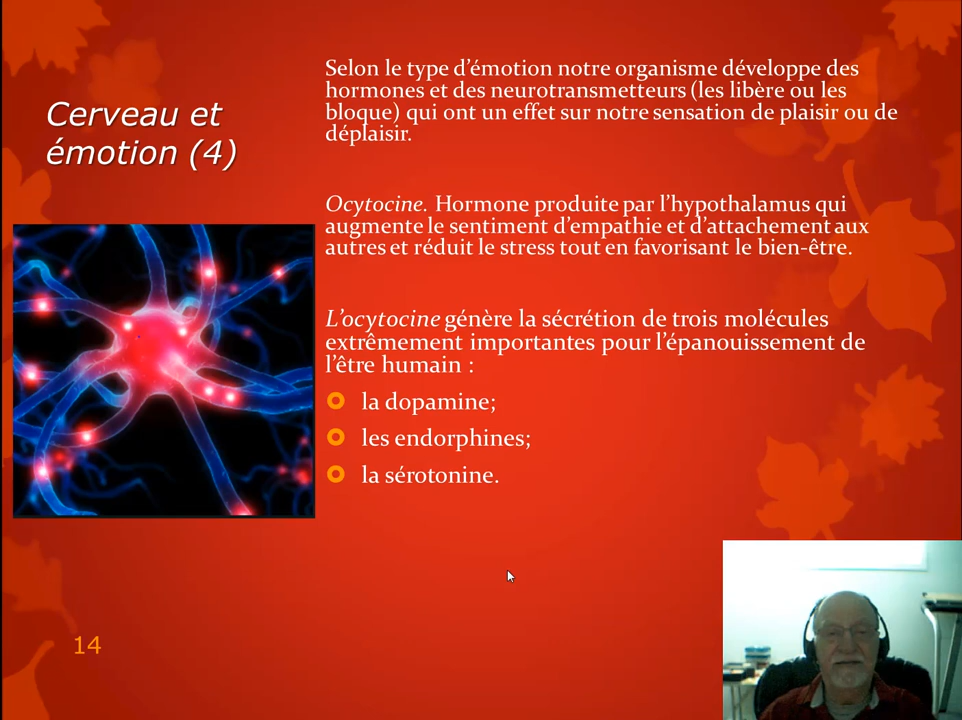 Cerveau et
émotion (4)
Selon le type d’émotion notre organisme développe des
hormones et des neurotransmetteurs (les libère ou les
bloque) qui ont un effet sur notre sensation de plaisir ou de
déplaisir.
Ocytocine. Hormone produite par l’hypothalamus qui
augmente le sentiment d’empathie et d’attachement aux
autres et réduit le stress tout en favorisant le bien-être.
L’ocytocine génère la sécrétion de trois molécules
extrêmement importantes pour l’épanouissement de
l’être humain :
la dopamine;
les endorphines;
la sérotonine.
14